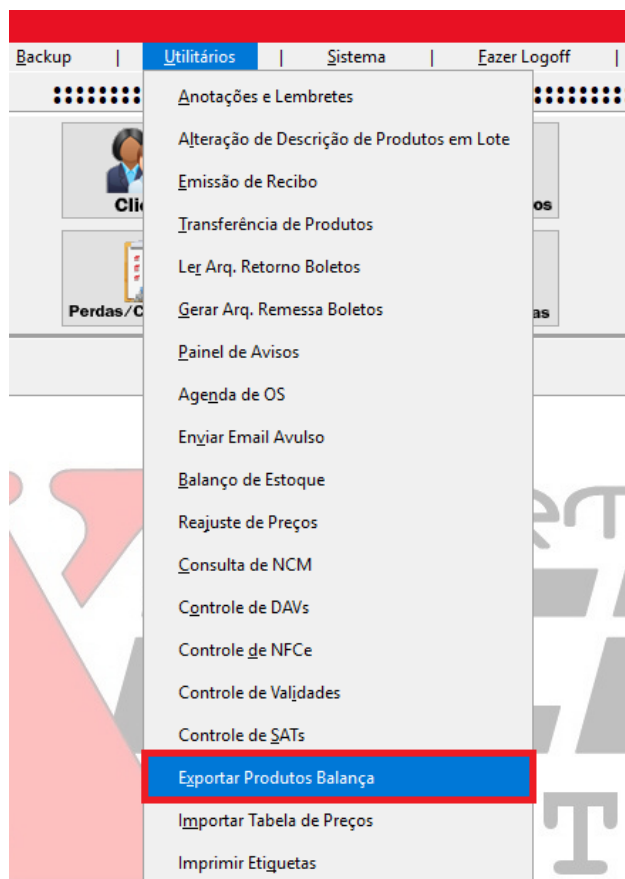 Backup | Utilitários | Sistema | Fazer Logoff |
Anotações e Lembretes
Alteração de Descrição de Produtos em Lote
Emissão de Recibo
Transferência de Produtos
Ler Arq. Retorno Boletos
Gerar Arq. Remessa Boletos
Painel de Avisos
Agenda de OS
Enviar Email Avulso
Balanço de Estoque
Reajuste de Preços
Consulta de NCM
Controle de DAVs
Controle de NFCe
Controle de Validades
Controle de SATs
Exportar Produtos Balança
Importar Tabela de Preços
Imprimir Etiquetas